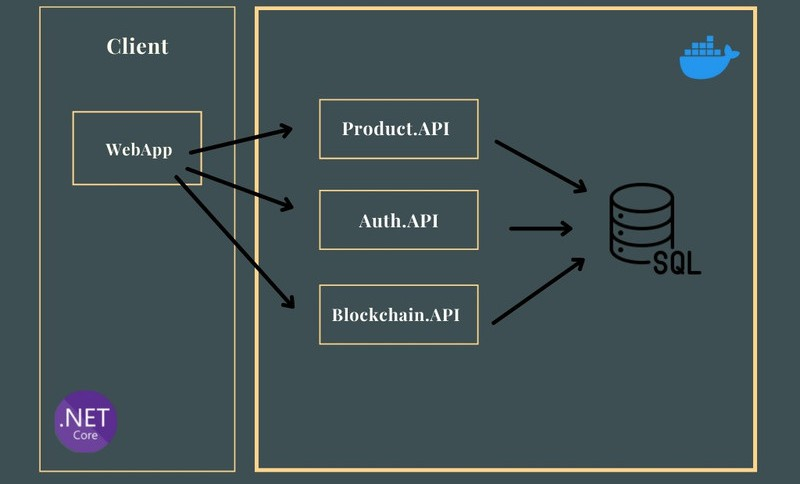 Client
WebApp
.NET
Core
Product.API
Auth.API
Blockchain.API
SQL